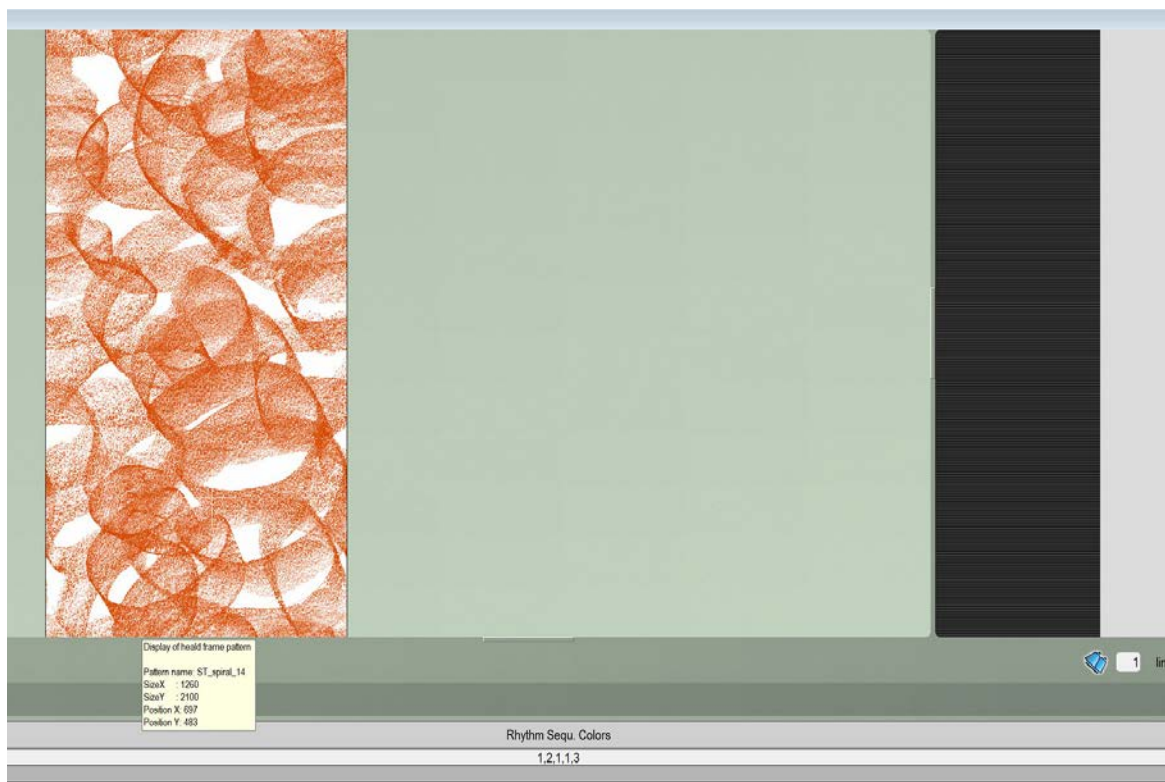 Display of heald frame pattern
Pattern name: ST_spiral_14
SizeX : 1260
SizeY : 2100
Position X: 697
Position Y: 483
1 lin
Rhythm Sequ. Colors
1,2,1,1,3